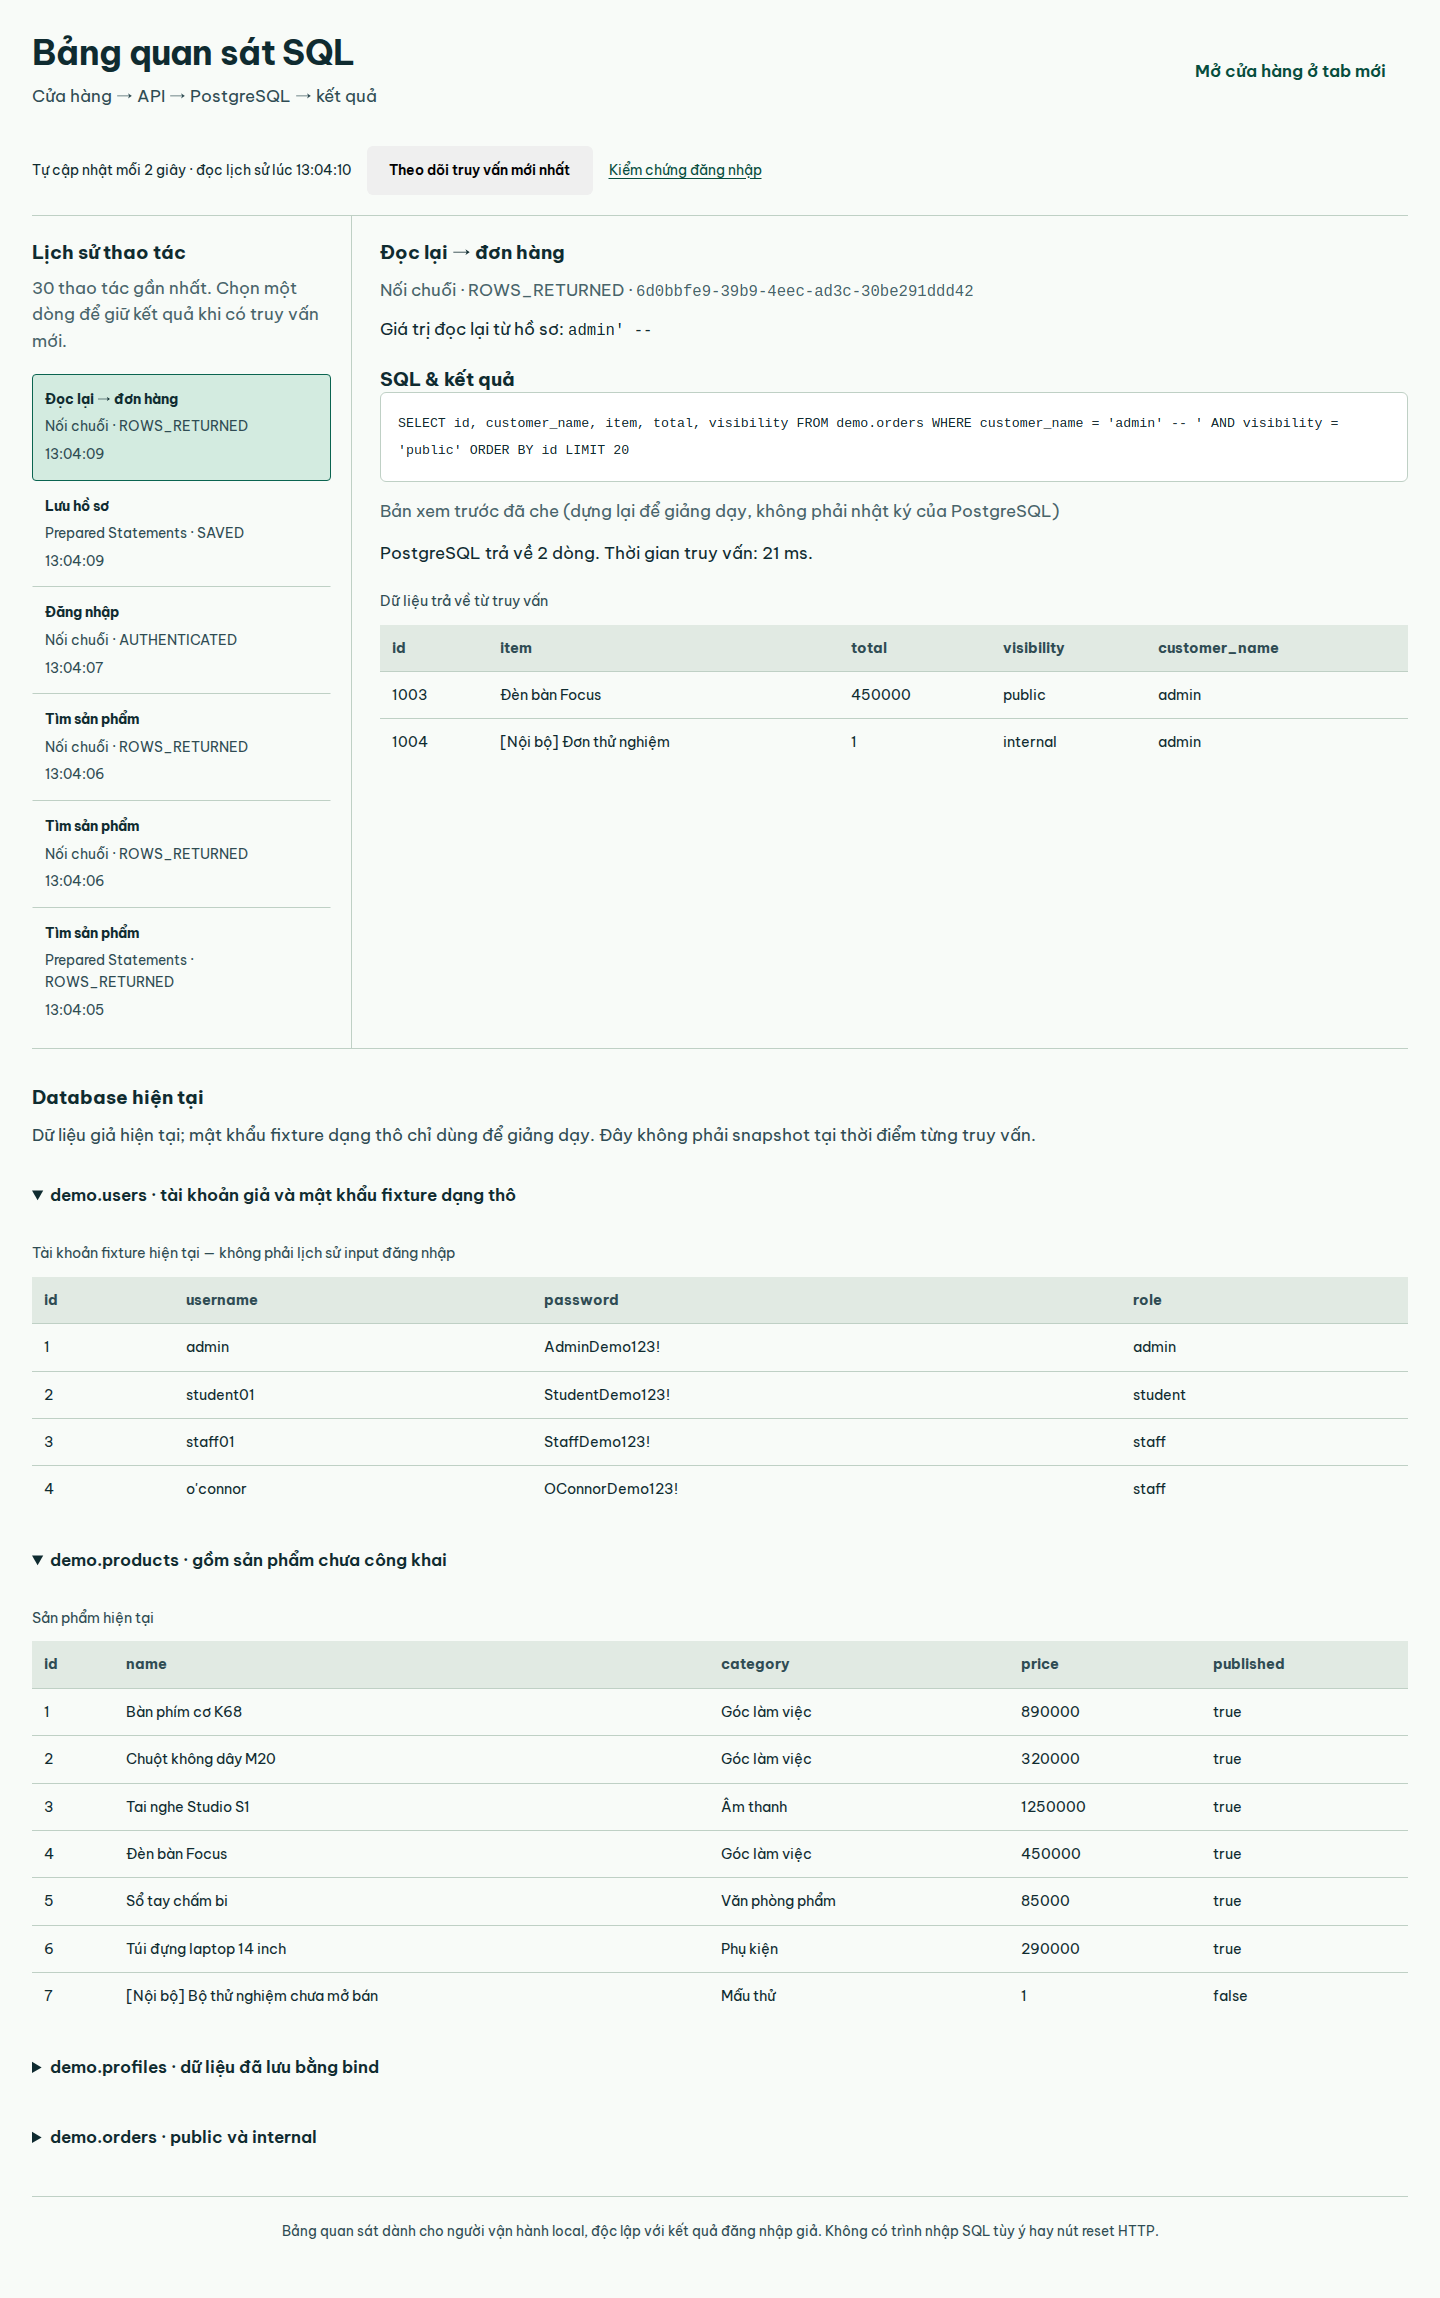 Bảng quan sát SQL
Cửa hàng → API → PostgreSQL → kết quả
Mở cửa hàng ở tab mới
Tự cập nhật mỗi 2 giây · đọc lịch sử lúc 13:04:10
Theo dõi truy vấn mới nhất
Kiểm chứng đăng nhập
Lịch sử thao tác
30 thao tác gần nhất. Chọn một
dòng để giữ kết quả khi có truy vấn
mới.
Đọc lại → đơn hàng
Nối chuỗi · ROWS_RETURNED
13:04:09
Lưu hồ sơ
Prepared Statements · SAVED
13:04:09
Đăng nhập
Nối chuỗi · AUTHENTICATED
13:04:07
Tìm sản phẩm
Nối chuỗi · ROWS_RETURNED
13:04:06
Tìm sản phẩm
Nối chuỗi · ROWS_RETURNED
13:04:06
Tìm sản phẩm
Prepared Statements ·
ROWS_RETURNED
13:04:05
Đọc lại → đơn hàng
Nối chuỗi · ROWS_RETURNED · 6d0bbfe9-39b9-4eec-ad3c-30be291ddd42
Giá trị đọc lại từ hồ sơ: admin' --
SQL & kết quả
SELECT id, customer_name, item, total, visibility FROM demo.orders WHERE customer_name = 'admin' -- ' AND visibility =
'public' ORDER BY id LIMIT 20
Bản xem trước đã che (dựng lại để giảng dạy, không phải nhật ký của PostgreSQL)
PostgreSQL trả về 2 dòng. Thời gian truy vấn: 21 ms.
Dữ liệu trả về từ truy vấn
id item total visibility customer_name
1003 Đèn bàn Focus 450000 public admin
1004 [Nội bộ] Đơn thử nghiệm 1 internal admin
Database hiện tại
Dữ liệu giả hiện tại; mật khẩu fixture dạng thô chỉ dùng để giảng dạy. Đây không phải snapshot tại thời điểm từng truy vấn.
▼ demo.users · tài khoản giả và mật khẩu fixture dạng thô
Tài khoản fixture hiện tại — không phải lịch sử input đăng nhập
id username password role
1 admin AdminDemo123! admin
2 student01 StudentDemo123! student
3 staff01 StaffDemo123! staff
4 o'connor OConnorDemo123! staff
▼ demo.products · gồm sản phẩm chưa công khai
Sản phẩm hiện tại
id name category price published
1 Bàn phím cơ K68 Góc làm việc 890000 true
2 Chuột không dây M20 Góc làm việc 320000 true
3 Tai nghe Studio S1 Âm thanh 1250000 true
4 Đèn bàn Focus Góc làm việc 450000 true
5 Sổ tay chấm bi Văn phòng phẩm 85000 true
6 Túi đựng laptop 14 inch Phụ kiện 290000 true
7 [Nội bộ] Bộ thử nghiệm chưa mở bán Mẫu thử 1 false
▶ demo.profiles · dữ liệu đã lưu bằng bind
▶ demo.orders · public và internal
Bảng quan sát dành cho người vận hành local, độc lập với kết quả đăng nhập giả. Không có trình nhập SQL tùy ý hay nút reset HTTP.